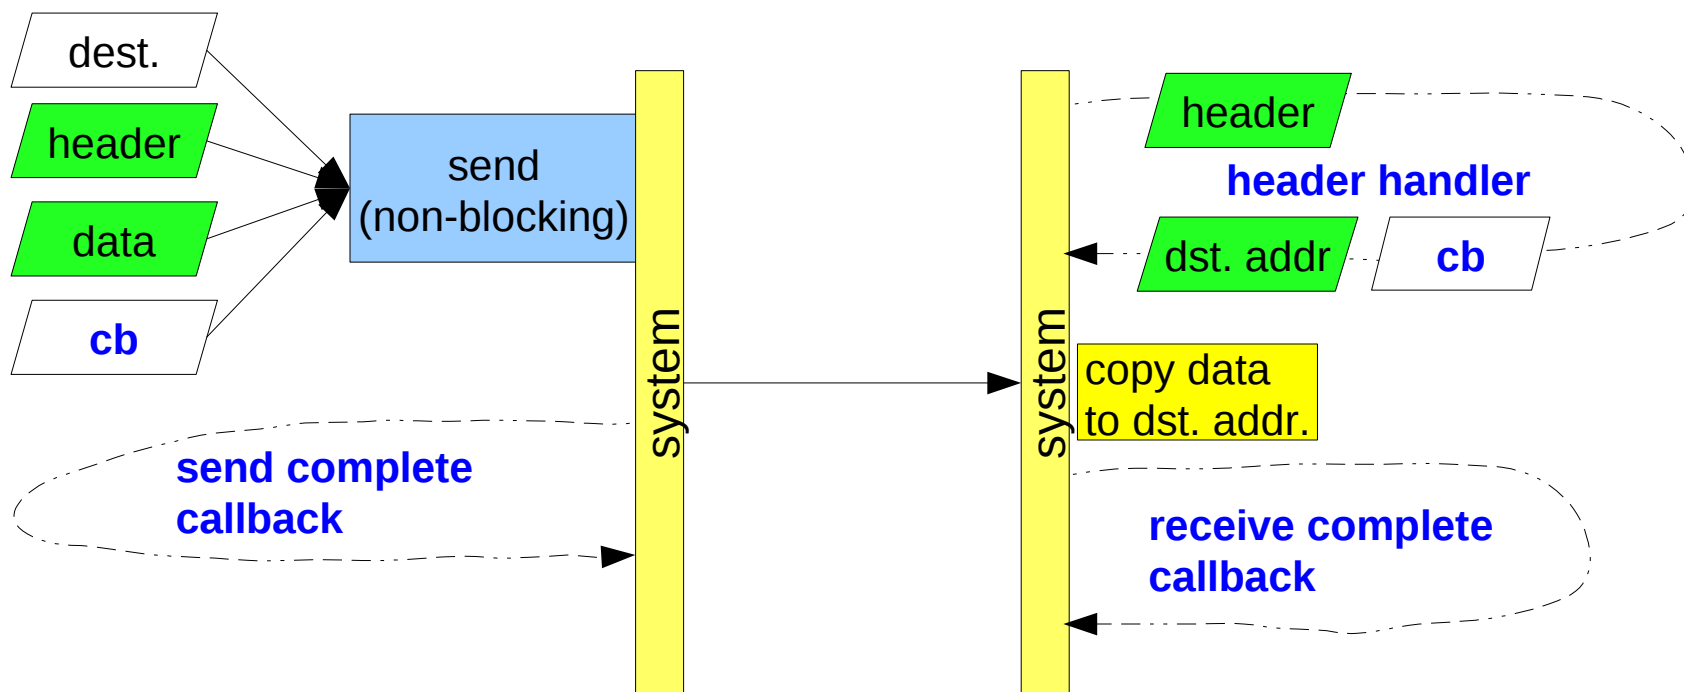 dest.
header
data
cb
send
(non-blocking)
system
send complete
callback
system
header
header handler
dst. addr
cb
copy data
to dst. addr.
receive complete
callback